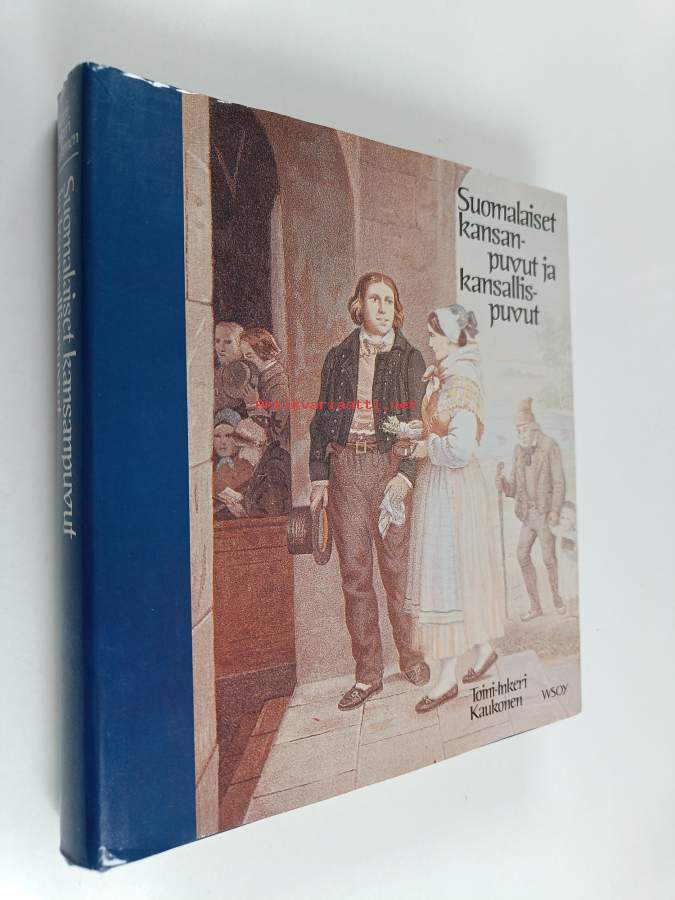 Suomalaiset
kansan-
puvut ja
kansallis-
puvut
Toini-Inkeri
Kaukonen
WSOY
Suomalaiset kansanpuvut
Antikvariaatti.net